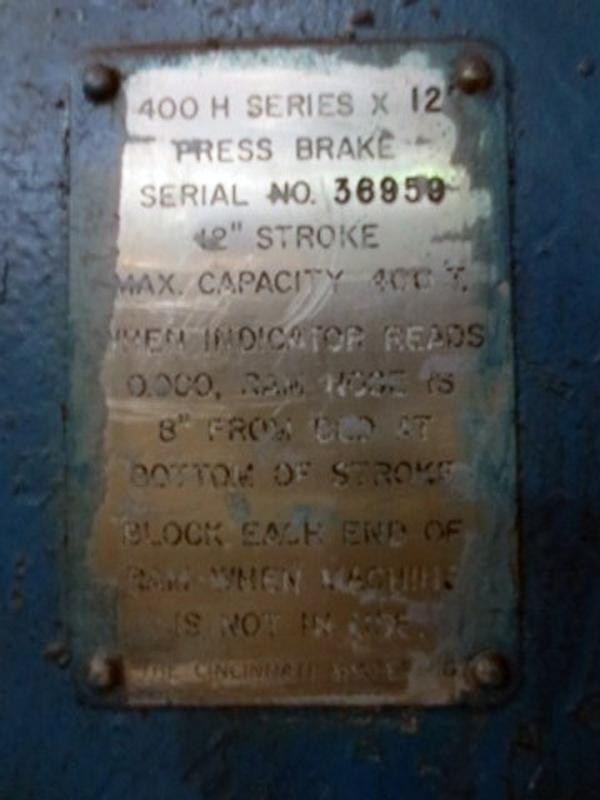 400 H SERIES X 12'
PRESS BRAKE
SERIAL NO. 36959
12" STROKE
MAX. CAPACITY 400 T.
WHEN INDICATOR READS
0.000, RAM NOSE IS
8" FROM BED AT
BOTTOM OF STROKE
BLOCK EACH END OF
RAM WHEN MACHINE
IS NOT IN USE.
THE CINCINNATI